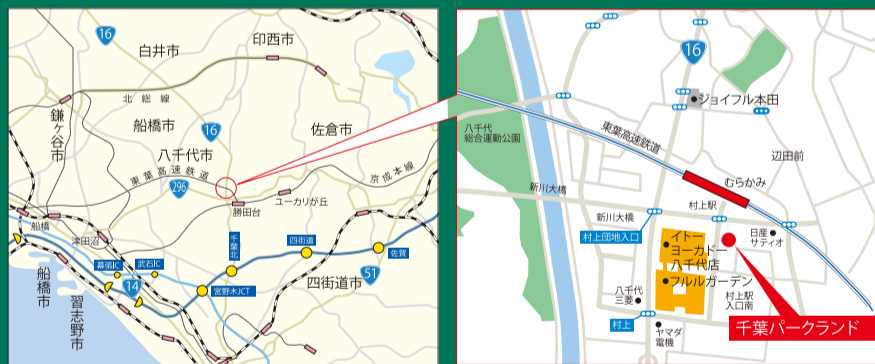 16
白井市
印西市
北総線
鎌ヶ谷市
船橋市
16
佐倉市
八千代市
東葉高速鉄道
296
京成本線
ユーカリが丘
勝田台
船橋
津田沼
幕張IC
武石IC
千葉北
四街道
佐賀
14
宮野木JCT
51
四街道市
船橋市
習志野市
16
ジョイフル本田
八千代
総合運動公園
東葉高速鉄道
辺田前
むらかみ
村上駅
新川大橋
新川大橋
村上団地入口
イトー
ヨーカドー
八千代店
フルルガーデン
日産
サティオ
八千代
三菱
村上駅
入口南
村上
ヤマダ
電機
千葉パークランド